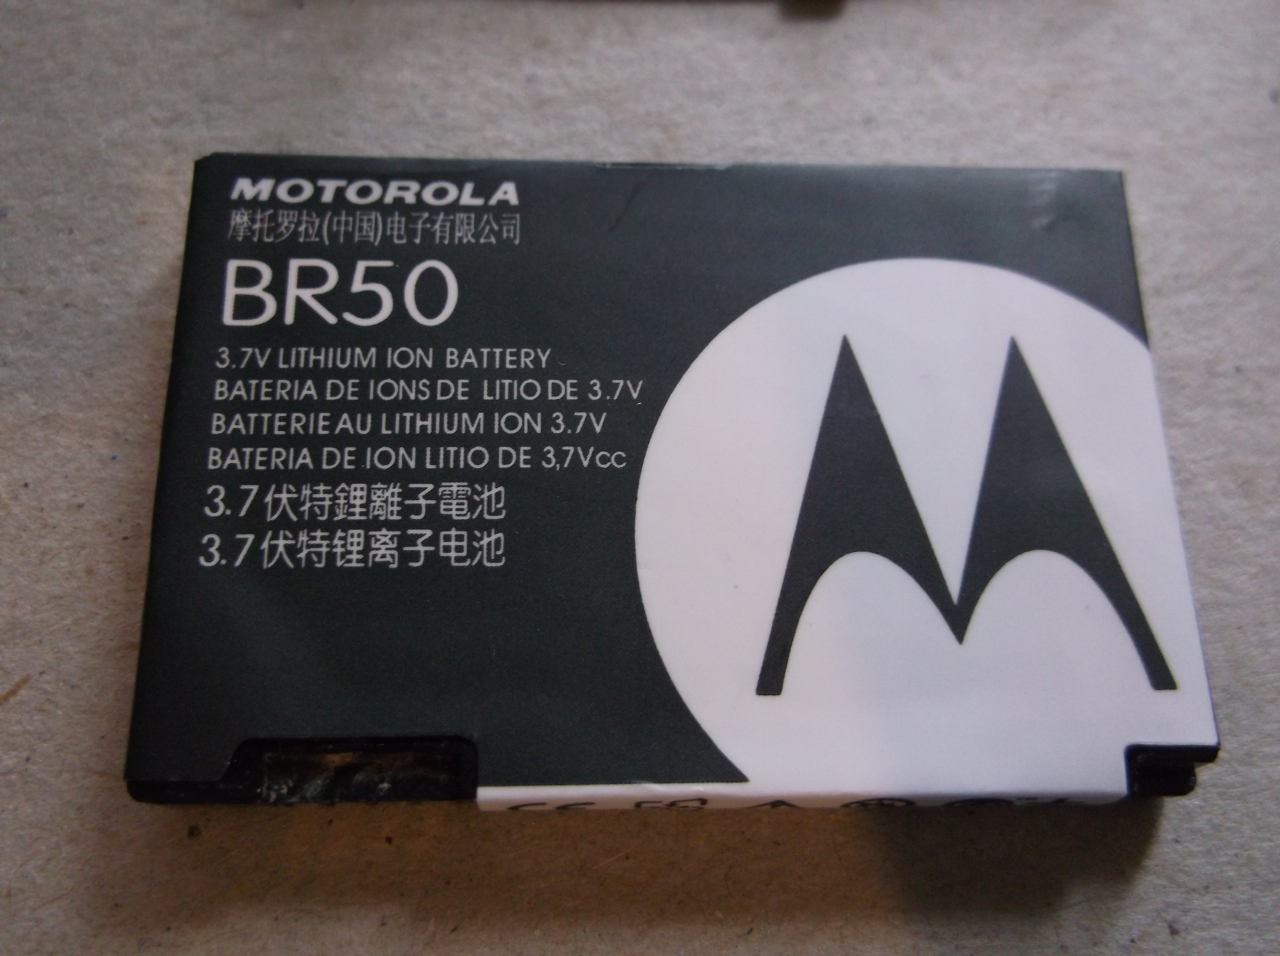 MOTOROLA
摩托罗拉(中国)电子有限公司
BR50
3.7V LITHIUM ION BATTERY
BATERIA DE IONS DE LITIO DE 3.7V
BATTERIE AU LITHIUM ION 3.7V
BATERIA DE ION LITIO DE 3,7Vcc
3.7伏特鋰離子電池
3.7伏特锂离子电池